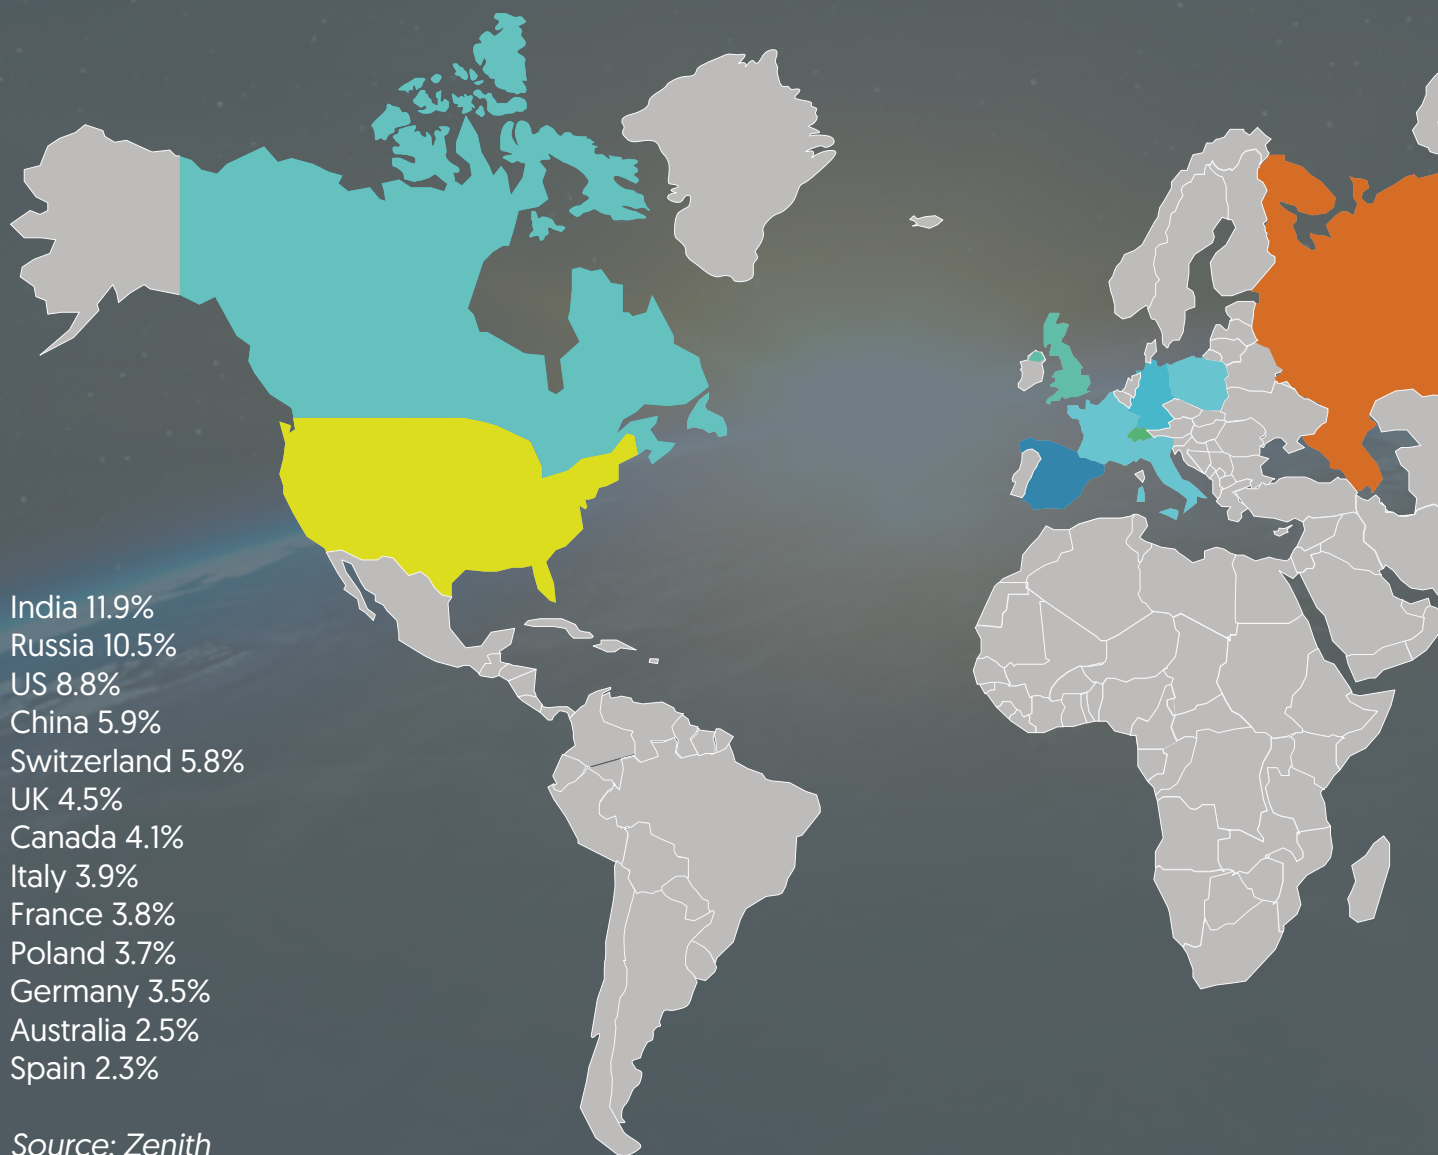 India 11.9%
Russia 10.5%
US 8.8%
China 5.9%
Switzerland 5.8%
UK 4.5%
Canada 4.1%
Italy 3.9%
France 3.8%
Poland 3.7%
Germany 3.5%
Australia 2.5%
Spain 2.3%
Source: Zenith